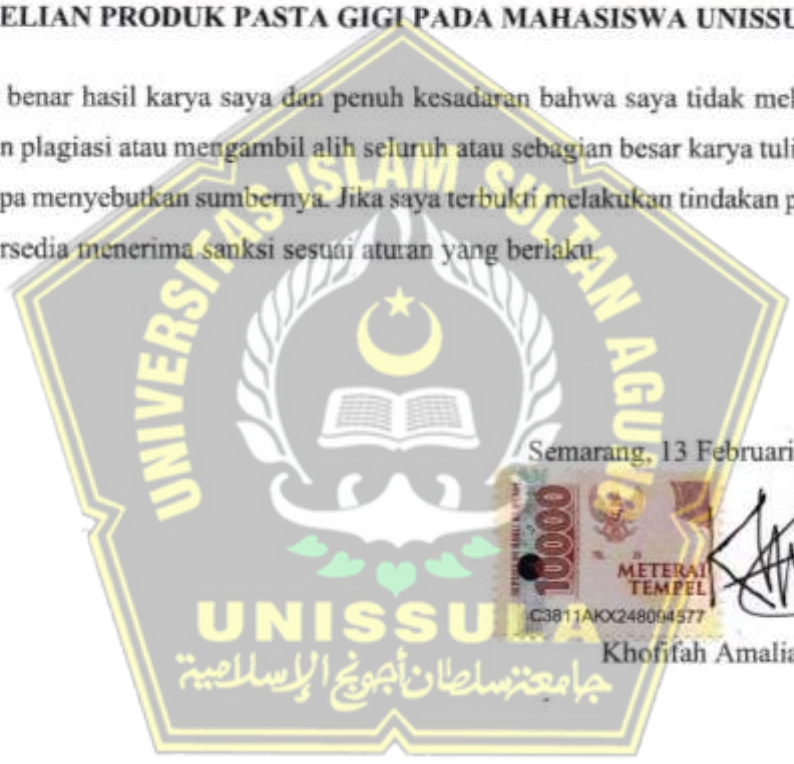 ELIAN PRODUK PASTA GIGI PADA MAHASISWA UNISSU
benar hasil karya saya dan penuh kesadaran bahwa saya tidak mel
n plagiasi atau mengambil alih seluruh atau sebagian besar karya tuli
pa menyebutkan sumbernya. Jika saya terbukti melakukan tindakan p
rsedia menerima sanksi sesuai aturan yang berlaku.
UNIVERSITAS ISLAM SULTAN AGUNG
Semarang, 13 Februari
10000
METERAI
TEMPEL
C3811AKX248094577
UNISSULA
جامعة سلطان أجونج الإسلامية
Khofifah Amalia